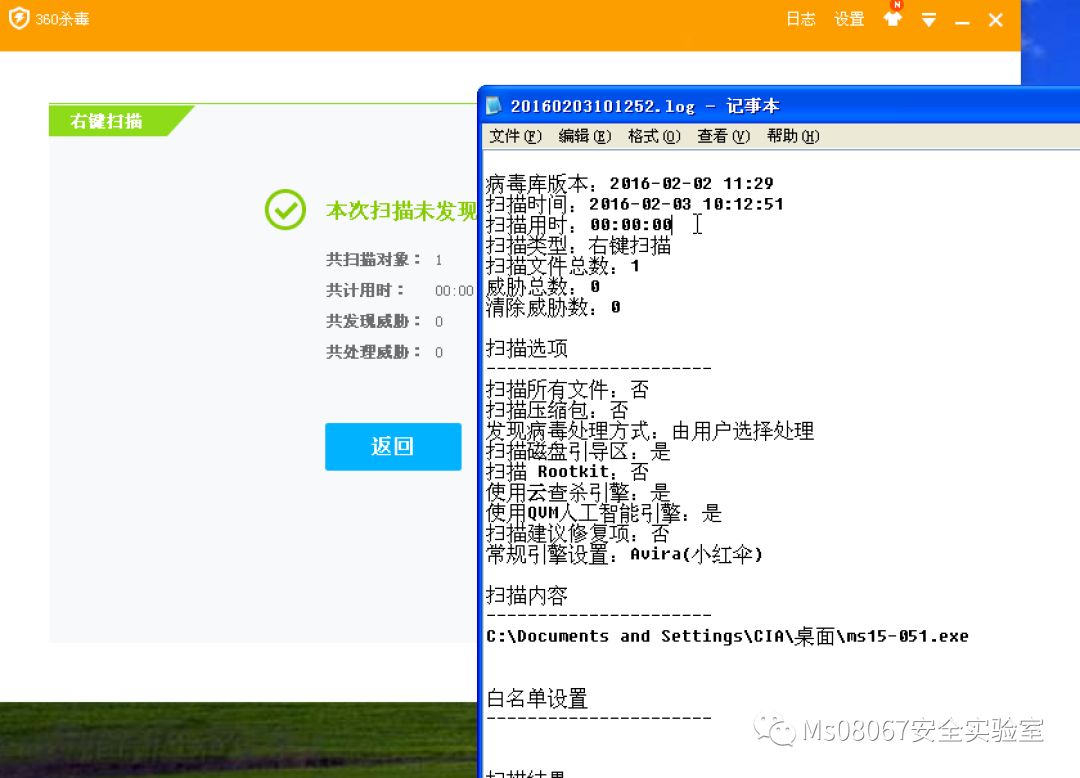 360杀毒
日志 设置 N
右键扫描
本次扫描未发现
共扫描对象： 1
共计用时： 00:00
共发现威胁： 0
共处理威胁： 0
返回
20160203101252.log - 记事本
文件(F) 编辑(E) 格式(O) 查看(V) 帮助(H)
病毒库版本：2016-02-02 11:29
扫描时间：2016-02-03 10:12:51
扫描用时：00:00:00
扫描类型：右键扫描
扫描文件总数：1
威胁总数：0
清除威胁数：0
扫描选项
----------------------
扫描所有文件：否
扫描压缩包：否
发现病毒处理方式：由用户选择处理
扫描磁盘引导区：是
扫描 Rootkit：否
使用云查杀引擎：是
使用QVM人工智能引擎：是
扫描建议修复项：否
常规引擎设置：Avira(小红伞)
扫描内容
----------------------
C:\Documents and Settings\CIA\桌面\ms15-051.exe
白名单设置
----------------------
Ms08067安全实验室
扫描结果